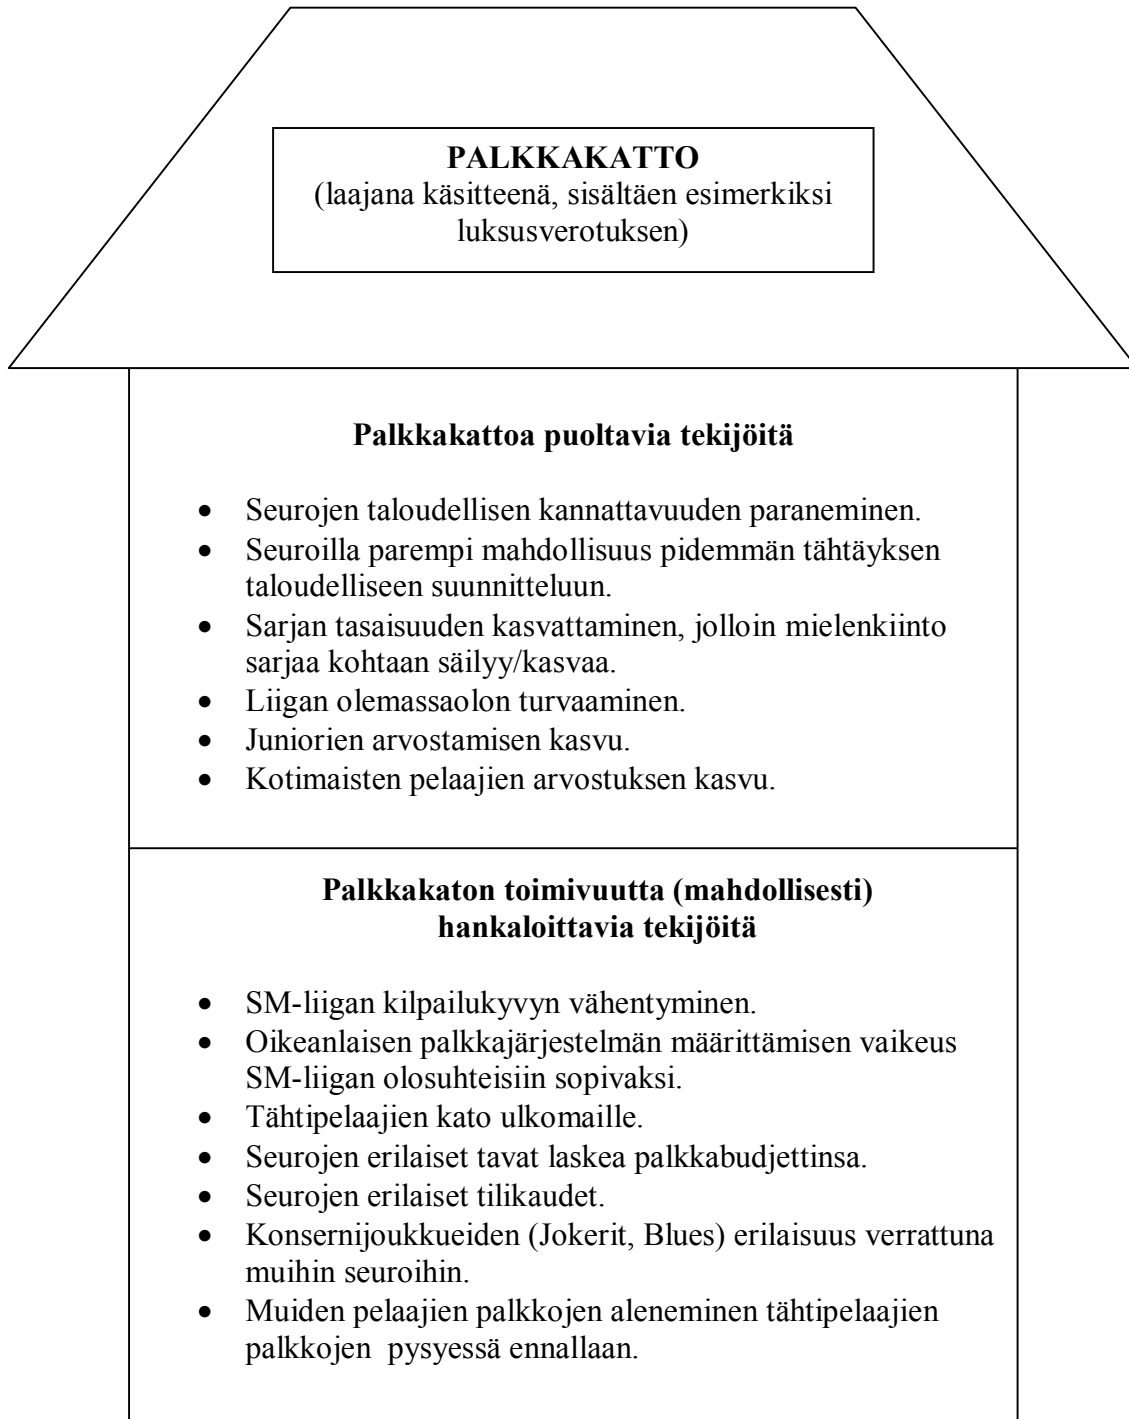 PALKKAKATTO
(laajana käsitteenä, sisältäen esimerkiksi
luksusverotuksen)
Palkkakattoa puoltavia tekijöitä
• Seurojen taloudellisen kannattavuuden paraneminen.
• Seuroilla parempi mahdollisuus pidemmän tähtäyksen
taloudelliseen suunnitteluun.
• Sarjan tasaisuuden kasvattaminen, jolloin mielenkiinto
sarjaa kohtaan säilyy/kasvaa.
• Liigan olemassaolon turvaaminen.
• Juniorien arvostamisen kasvu.
• Kotimaisten pelaajien arvostuksen kasvu.
Palkkakaton toimivuutta (mahdollisesti)
hankaloittavia tekijöitä
• SM-liigan kilpailukyvyn vähentyminen.
• Oikeanlaisen palkkajärjestelmän määrittämisen vaikeus
SM-liigan olosuhteisiin sopivaksi.
• Tähtipelaajien kato ulkomaille.
• Seurojen erilaiset tavat laskea palkkabudjettinsa.
• Seurojen erilaiset tilikaudet.
• Konsernijoukkueiden (Jokerit, Blues) erilaisuus verrattuna
muihin seuroihin.
• Muiden pelaajien palkkojen aleneminen tähtipelaajien
palkkojen pysyessä ennallaan.